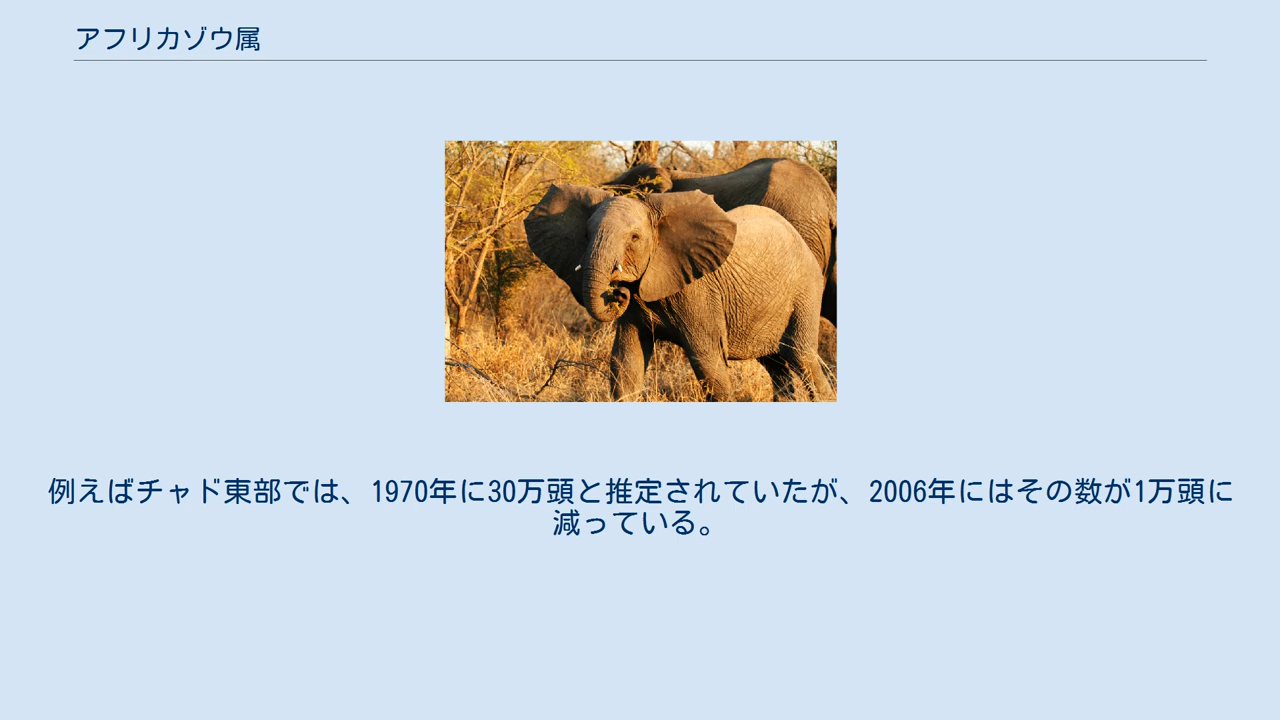 アフリカゾウ属
例えばチャド東部では、1970年に30万頭と推定されていたが、2006年にはその数が1万頭に
減っている。